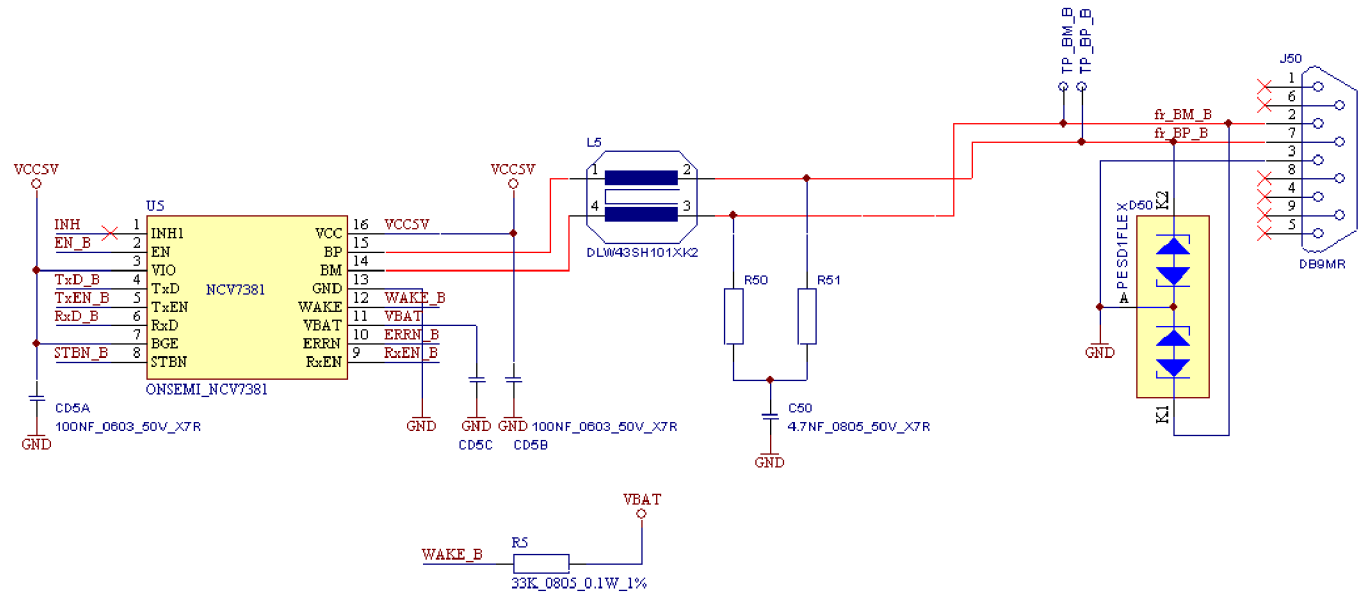 TP_BM_B
TP_BP_B
J50
1
6
2
7
3
8
4
9
5
DB9MR
fr_BM_B
fr_BP_B
L5
1 2
4 3
DLW43SH101XK2
VCC5V
VCC5V
U5
INH 1 INH1 VCC 16 VCC5V
EN_B 2 EN BP 15
3 VIO BM 14
TxD_B 4 TxD GND 13
NCV7381
TxEN_B 5 TxEN WAKE 12 WAKE_B
RxD_B 6 RxD VBAT 11 VBAT
7 BGE ERRN 10 ERRN_B
STBN_B 8 STBN RxEN 9 RxEN_B
ONSEMI_NCV7381
CD5A
100NF_0603_50V_X7R
GND
GND
GND
GND
100NF_0603_50V_X7R
CD5C
CD5B
R50
R51
C50
4.7NF_0805_50V_X7R
GND
K2
D50
PESD1FLEX
A
GND
K1
VBAT
WAKE_B
R5
33K_0805_0.1W_1%